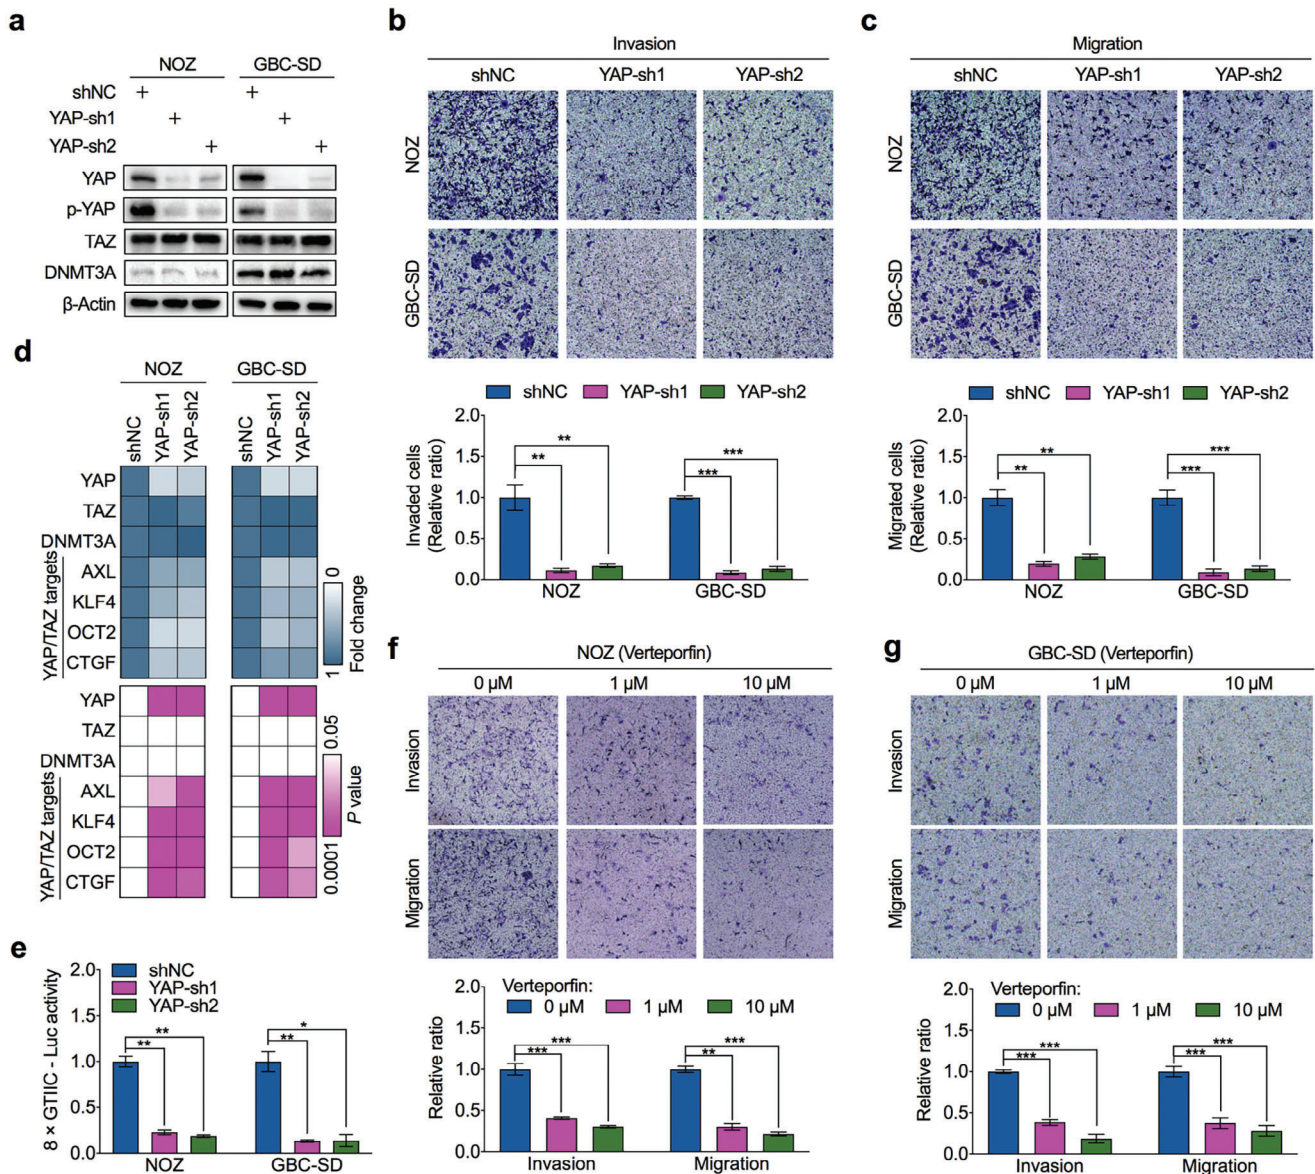 a
NOZ GBC-SD
shNC + +
YAP-sh1 + +
YAP-sh2 + +
YAP
p-YAP
TAZ
DNMT3A
β-Actin
b
Invasion
shNC YAP-sh1 YAP-sh2
NOZ
GBC-SD
shNC YAP-sh1 YAP-sh2
Invaded cells
(Relative ratio)
2.0
1.5
1.0
0.5
0.0
** **
*** ***
NOZ GBC-SD
c
Migration
shNC YAP-sh1 YAP-sh2
NOZ
GBC-SD
shNC YAP-sh1 YAP-sh2
Migrated cells
(Relative ratio)
2.0
1.5
1.0
0.5
0.0
** **
*** ***
NOZ GBC-SD
d
NOZ GBC-SD
shNC YAP-sh1 YAP-sh2 shNC YAP-sh1 YAP-sh2
YAP
TAZ
DNMT3A
YAP/TAZ targets
AXL
KLF4
OCT2
CTGF
1 0
Fold change
YAP
TAZ
DNMT3A
YAP/TAZ targets
AXL
KLF4
OCT2
CTGF
0.0001 0.05
P value
e
8 × GTIIC - Luc activity
2.0
1.5
1.0
0.5
0.0
shNC
YAP-sh1
YAP-sh2
** **
** *
NOZ GBC-SD
f
NOZ (Verteporfin)
0 µM 1 µM 10 µM
Invasion
Migration
Verteporfin:
0 µM 1 µM 10 µM
Relative ratio
2.0
1.5
1.0
0.5
0.0
*** ***
** ***
Invasion Migration
g
GBC-SD (Verteporfin)
0 µM 1 µM 10 µM
Invasion
Migration
Verteporfin:
0 µM 1 µM 10 µM
Relative ratio
2.0
1.5
1.0
0.5
0.0
*** ***
*** ***
Invasion Migration